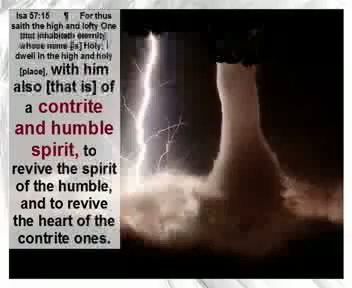 Isa 57:15 ¶ For thus
saith the high and lofty One
that inhabiteth eternity,
whose name [is] Holy; I
dwell in the high and holy
[place], with him
also [that is] of
a contrite
and humble
spirit, to
revive the spirit
of the humble,
and to revive
the heart of the
contrite ones.